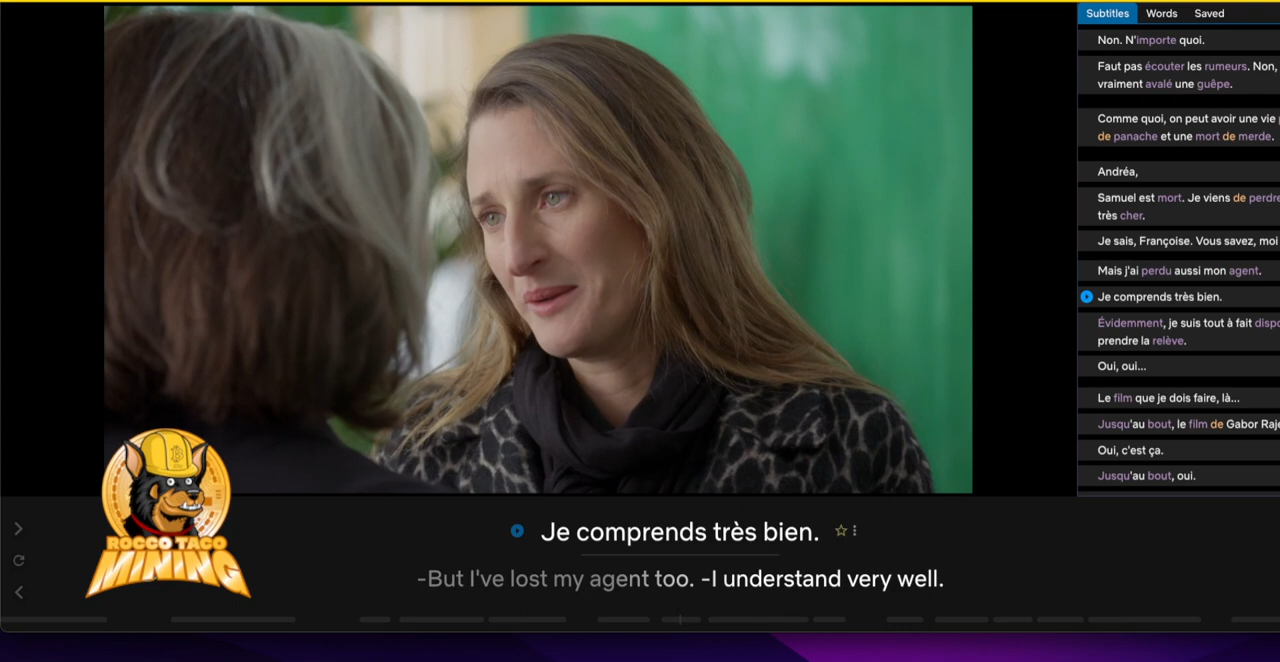 Subtitles Words Saved
Non. N'importe quoi.
Faut pas écouter les rumeurs. Non,
vraiment avalé une guêpe.
Comme quoi, on peut avoir une vie
de panache et une mort de merde.
Andréa,
Samuel est mort. Je viens de perdre
très cher.
Je sais, Françoise. Vous savez, moi
Mais j'ai perdu aussi mon agent.
Je comprends très bien.
Évidemment, je suis tout à fait dispo
prendre la relève.
Oui, oui...
Le film que je dois faire, là...
Jusqu'au bout, le film de Gabor Raje
Oui, c'est ça.
Jusqu'au bout, oui.
ROCCO TACO
MINING
Je comprends très bien.
-But I've lost my agent too. -I understand very well.